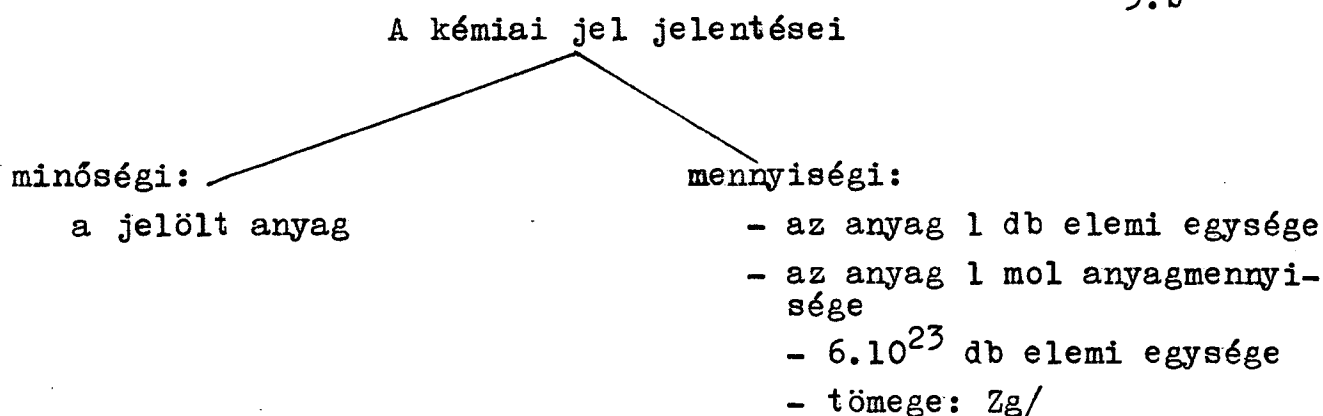 A kémiai jel jelentései
minőségi:
mennyiségi:
a jelölt anyag
- az anyag 1 db elemi egysége
- az anyag 1 mol anyagmennyi-
sége
- 6.10²³ db elemi egysége
- tömege: Zg/